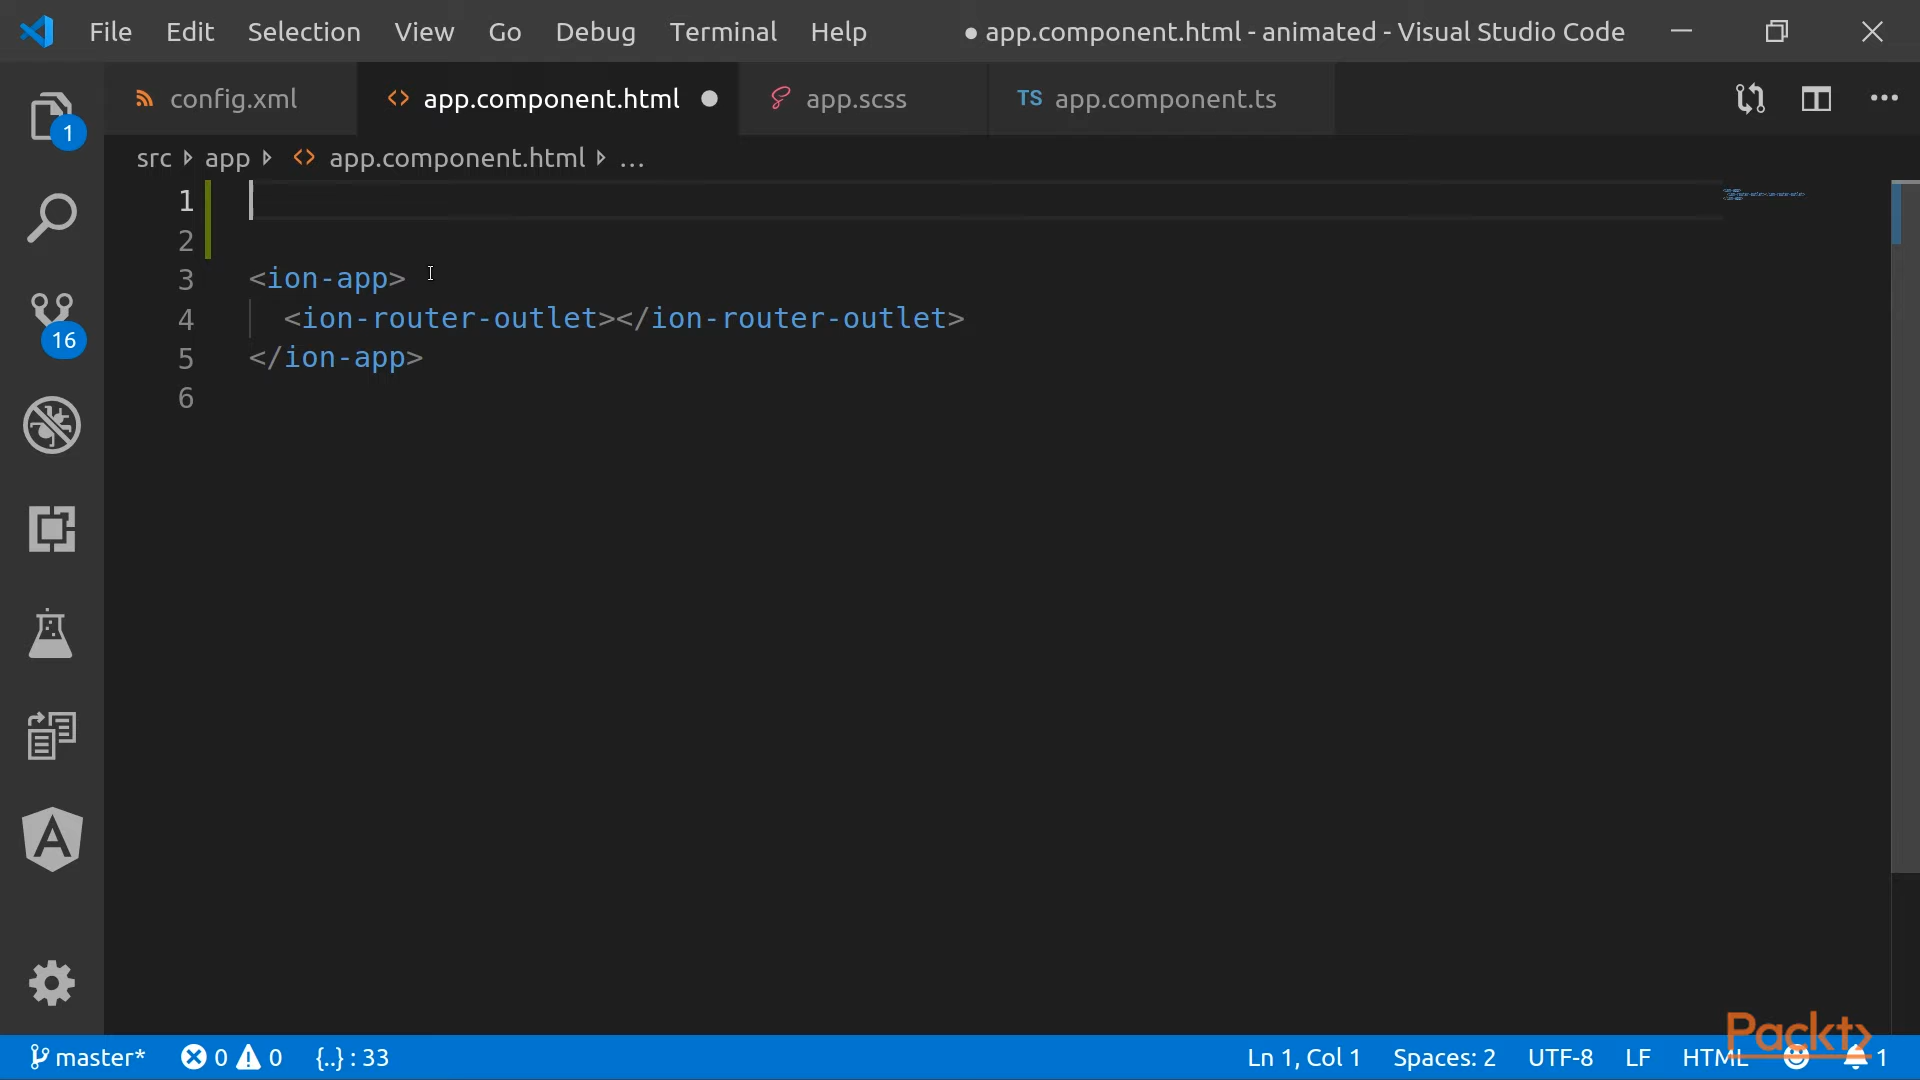 File Edit Selection View Go Debug Terminal Help ● app.component.html - animated - Visual Studio Code
config.xml app.component.html app.scss TS app.component.ts
src app app.component.html ...
1
1
2
3 <ion-app>
4 <ion-router-outlet></ion-router-outlet>
5 </ion-app>
6
16
Packt>
master* 0 0 {..} : 33 Ln 1, Col 1 Spaces: 2 UTF-8 LF HTML 1